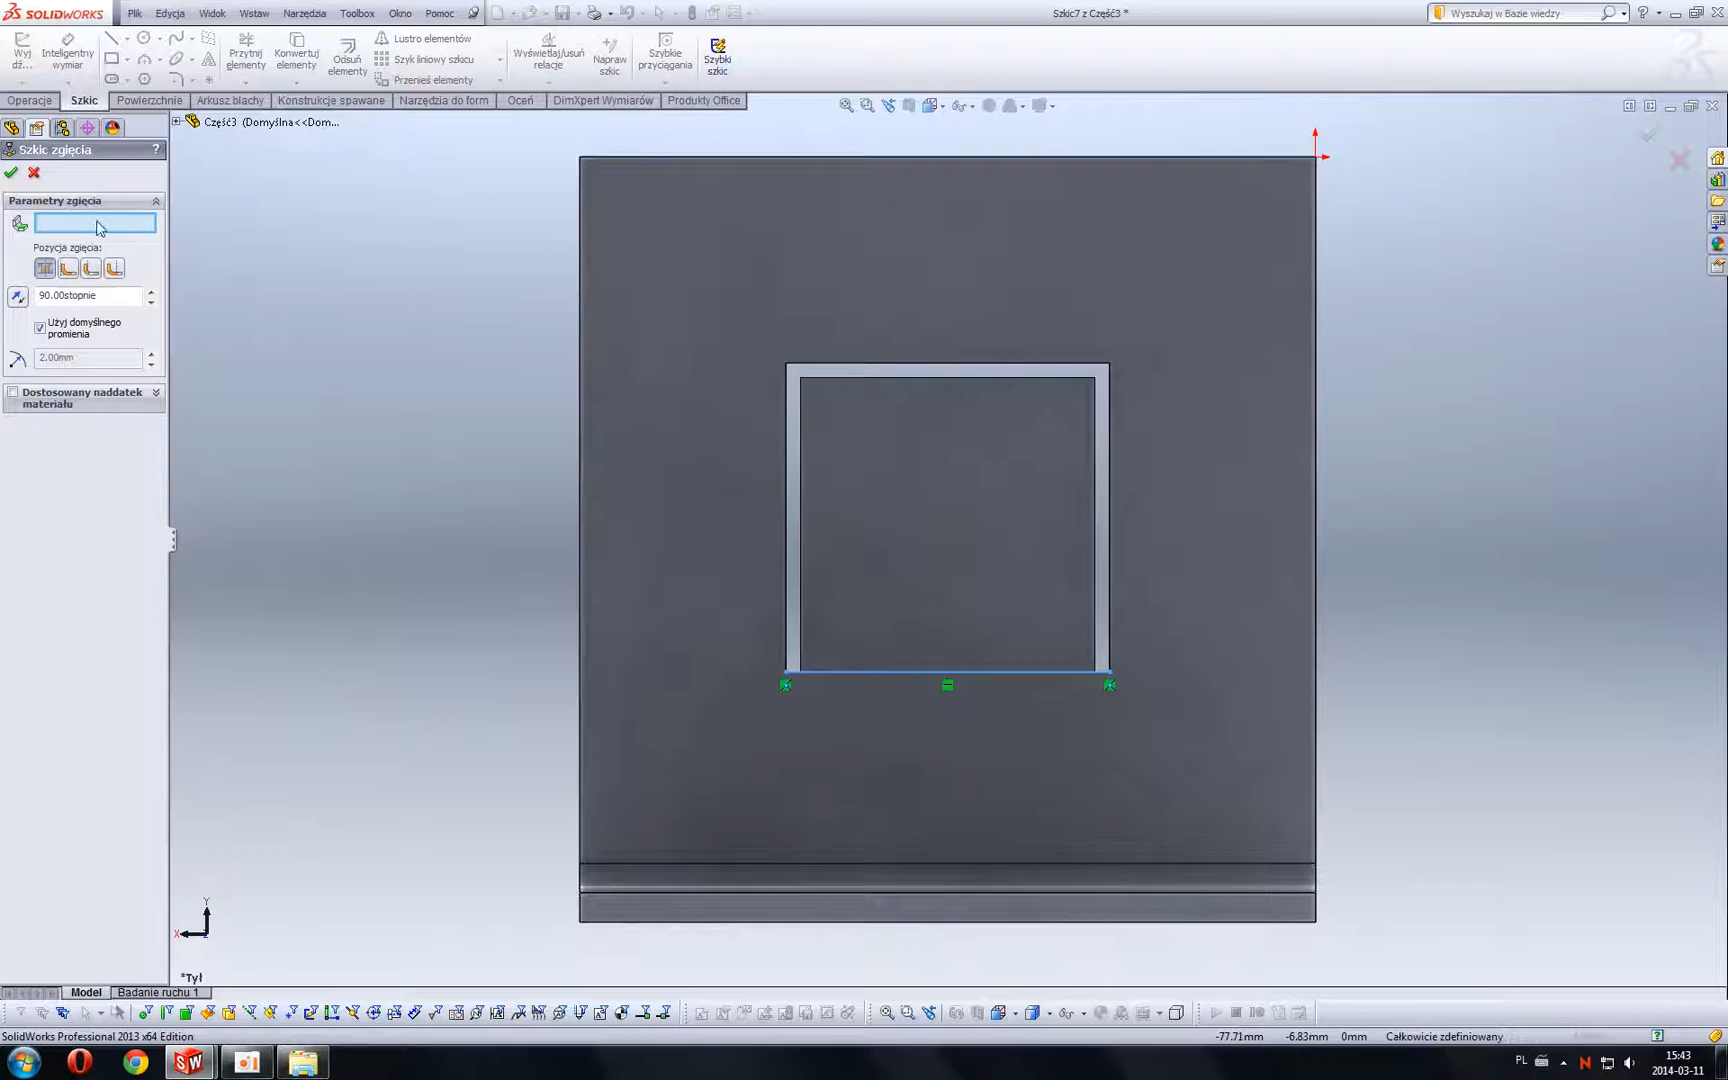 SOLIDWORKS
Plik Edycja Widok Wstaw Narzędzia Toolbox Okno Pomoc
Szkic7 z Część3 *
Wyszukaj w Bazie wiedzy
Wyj dź...
Inteligentny wymiar
Przytnij elementy
Konwertuj elementy
Odsuń elementy
Lustro elementów
Szyk liniowy szkicu
Przenieś elementy
Wyświetlaj/usuń relacje
Napraw szkic
Szybkie przyciągania
Szybki szkic
Operacje Szkic Powierzchnie Arkusz blachy Konstrukcje spawane Narzędzia do form Oceń DimXpert Wymiarów Produkty Office
Część3 (Domyślna<<Dom...
Szkic zgięcia ?
Parametry zgięcia
Pozycja zgięcia:
90.00stopnie
Użyj domyślnego
promienia
2.00mm
Dostosowany naddatek
materiału
Y
X
*Tył
Model Badanie ruchu 1
SolidWorks Professional 2013 x64 Edition
-77.71mm -6.83mm 0mm Całkowicie zdefiniowany
SW
PL
15:43
2014-03-11